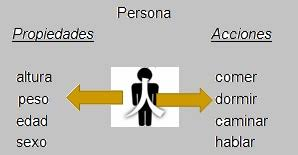 Persona
Propiedades Acciones
altura comer
peso dormir
edad caminar
sexo hablar